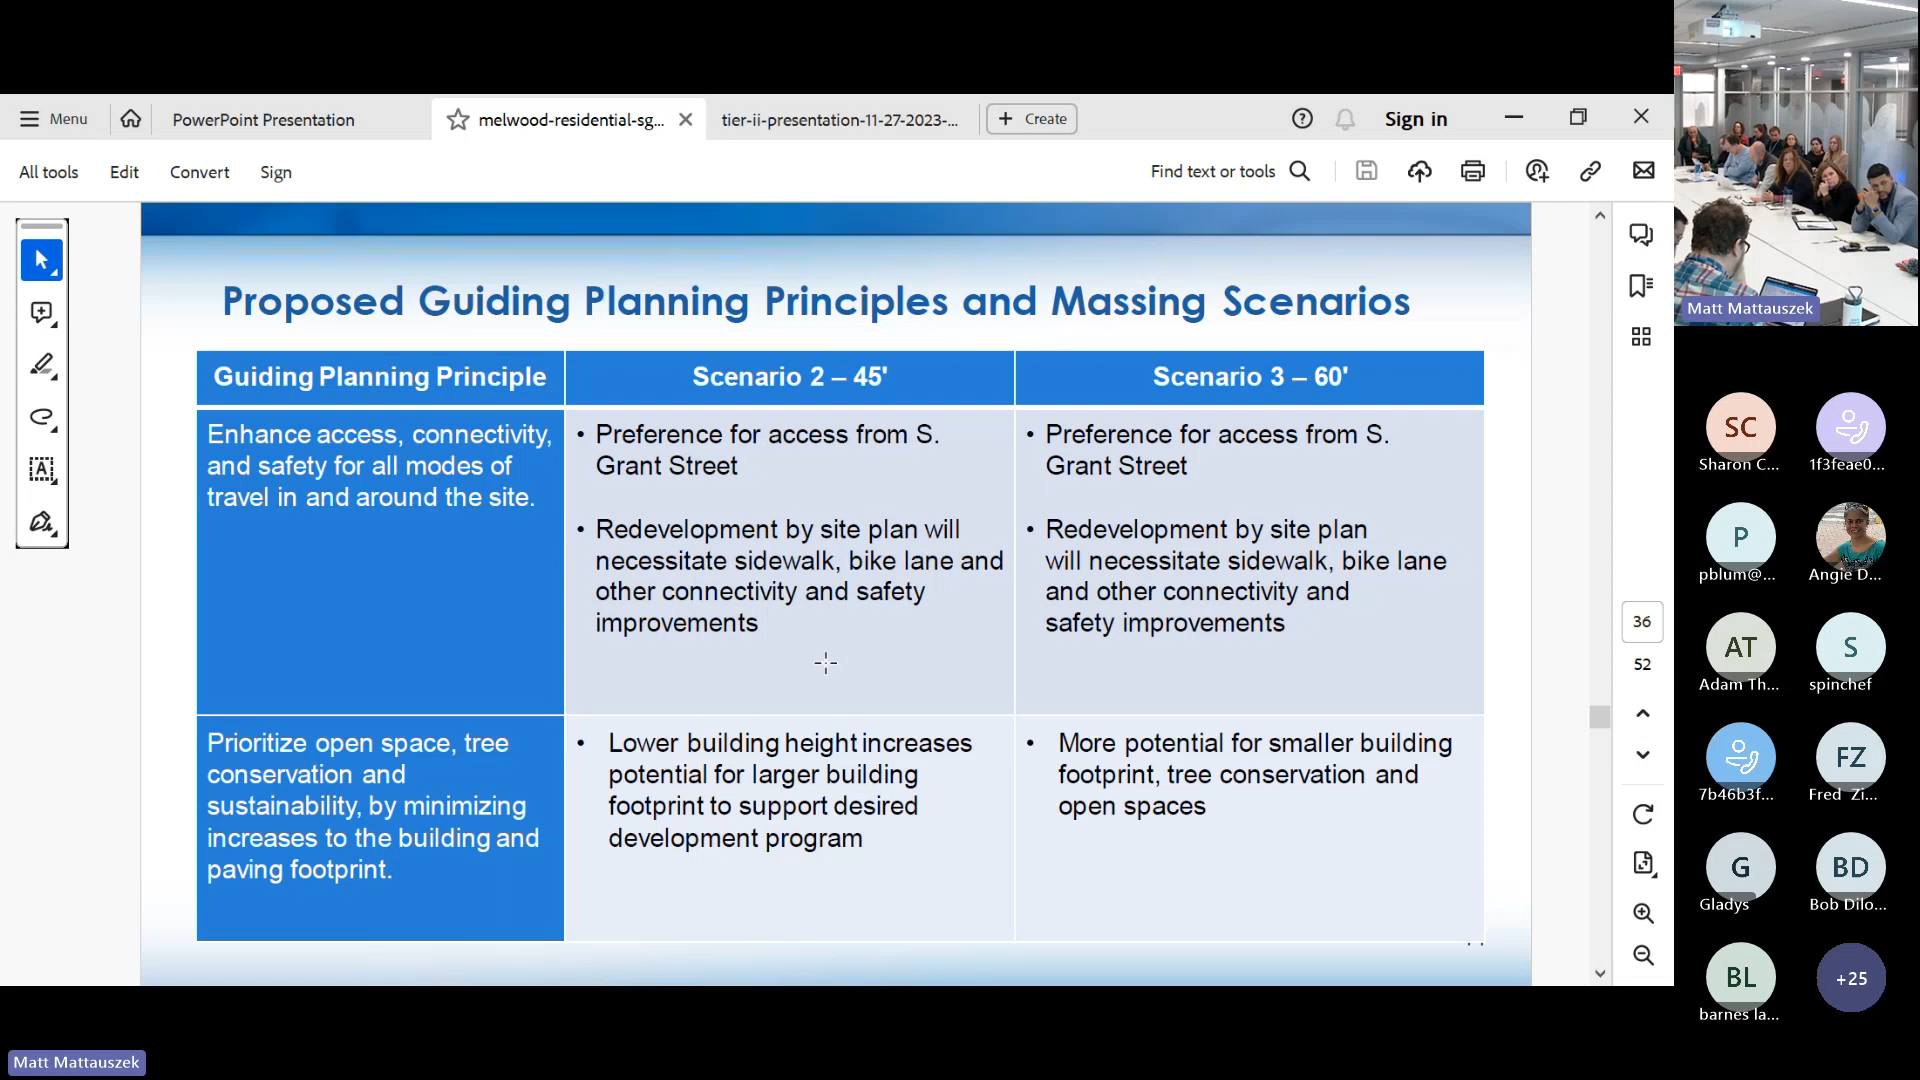 Menu
PowerPoint Presentation
melwood-residential-sg...
tier-ii-presentation-11-27-2023-...
Create
Sign in
All tools
Edit
Convert
Sign
Find text or tools
Proposed Guiding Planning Principles and Massing Scenarios
Guiding Planning Principle
Scenario 2 – 45'
Scenario 3 – 60'
Enhance access, connectivity,
and safety for all modes of
travel in and around the site.
• Preference for access from S.
Grant Street
• Redevelopment by site plan will
necessitate sidewalk, bike lane and
other connectivity and safety
improvements
• Preference for access from S.
Grant Street
• Redevelopment by site plan
will necessitate sidewalk, bike lane
and other connectivity and
safety improvements
Prioritize open space, tree
conservation and
sustainability, by minimizing
increases to the building and
paving footprint.
• Lower building height increases
potential for larger building
footprint to support desired
development program
• More potential for smaller building
footprint, tree conservation and
open spaces
36
52
Matt Mattauszek
SC
Sharon C...
1f3feae0...
P
pblum@...
Angie D...
AT
Adam Th...
S
spinchef
7b46b3f...
FZ
Fred Zi...
G
Gladys
BD
Bob Dilo...
BL
barnes la...
+25
Matt Mattauszek